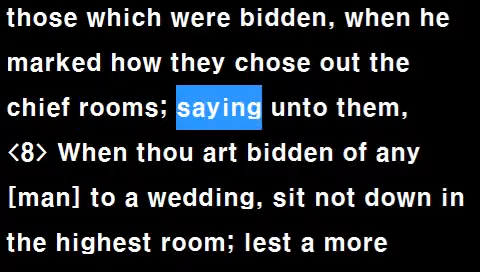 those which were bidden, when he
marked how they chose out the
chief rooms; saying unto them,
<8> When thou art bidden of any
[man] to a wedding, sit not down in
the highest room; lest a more